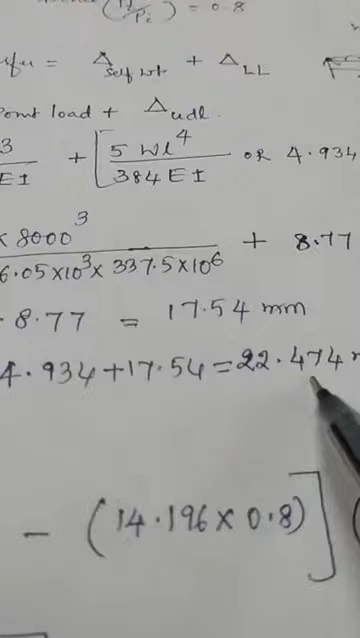 (   / Pi) = 0.8
= Δ self wt + Δ LL
Point load + Δ udl.
3 / EI + [5 wl^4 / 384 EI OR 4.934
x 8000^3 / 6.05x10^3 x 337.5x10^6 + 8.77
8.77 = 17.54 mm
4.934 + 17.54 = 22.474
- (14.196 x 0.8)] (